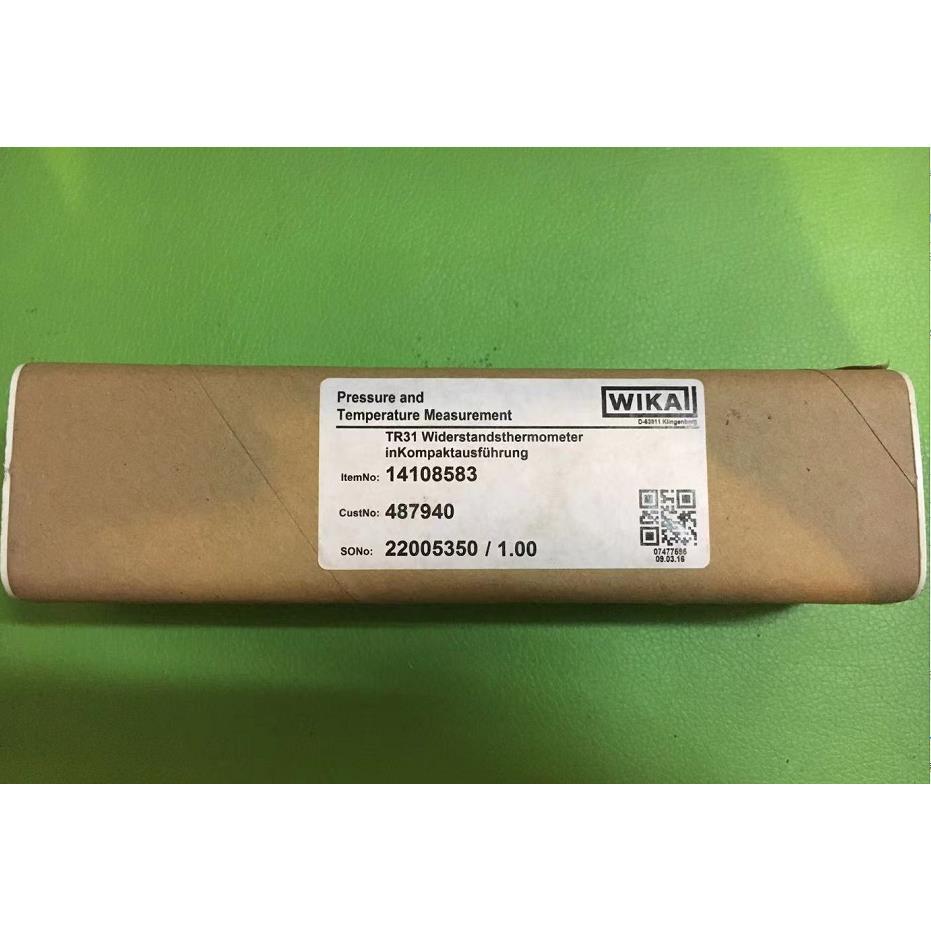 Pressure and
Temperature Measurement
WIKA
D-63911 Klingenberg
TR31 Widerstandsthermometer
inKompaktausführung
ItemNo: 14108583
CustNo: 487940
SONo: 22005350 / 1.00
07477686
09.03.16